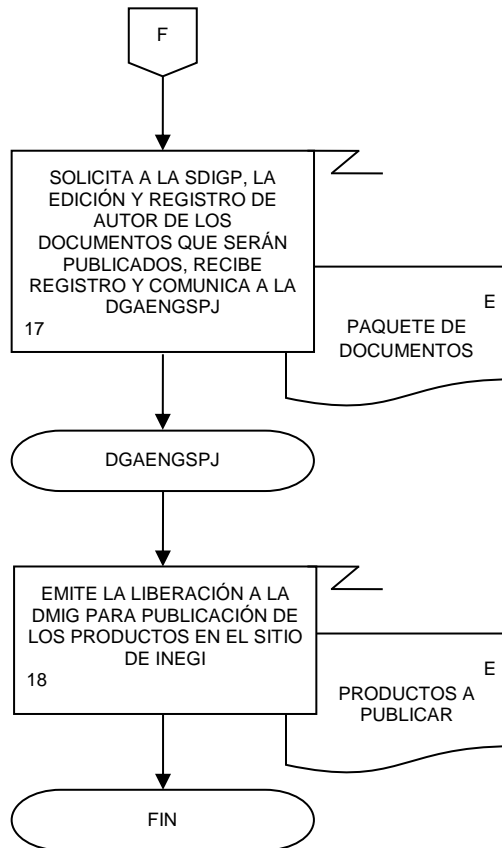 F
SOLICITA A LA SDIGP, LA
EDICIÓN Y REGISTRO DE
AUTOR DE LOS
DOCUMENTOS QUE SERÁN
PUBLICADOS, RECIBE
REGISTRO Y COMUNICA A LA
DGAENGSPJ
17
E
PAQUETE DE
DOCUMENTOS
DGAENGSPJ
EMITE LA LIBERACIÓN A LA
DMIG PARA PUBLICACIÓN DE
LOS PRODUCTOS EN EL SITIO
DE INEGI
18
E
PRODUCTOS A
PUBLICAR
FIN